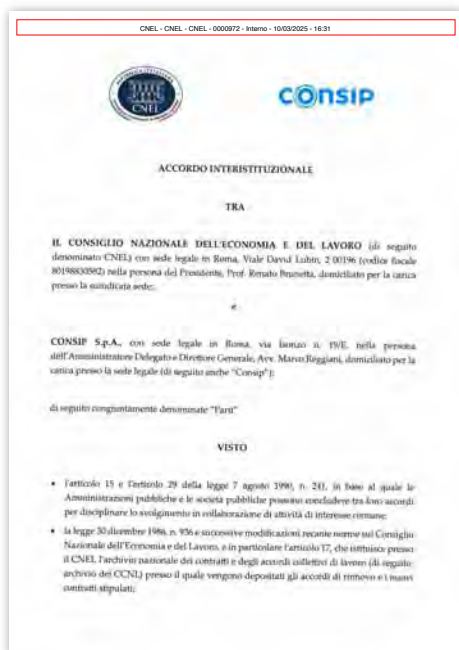 CNEL - CNEL - CNEL - 0000972 - Interno - 10/03/2025 - 16:31
CNEL
consip
ACCORDO INTERISTITUZIONALE
TRA
IL CONSIGLIO NAZIONALE DELL'ECONOMIA E DEL LAVORO (di seguito
denominato CNEL) con sede legale in Roma, Viale David Lubin, 2 00196 (codice fiscale
80198830582) nella persona del Presidente, Prof. Renato Brunetta, domiciliato per la carica
presso la suindicata sede;
e
CONSIP S.p.A., con sede legale in Roma, via Isonzo n. 19/E, nella persona
dell'Amministratore Delegato e Direttore Generale, Avv. Marco Reggiani, domiciliato per la
carica presso la sede legale (di seguito anche "Consip");
di seguito congiuntamente denominate "Parti"
VISTO
• l'articolo 15 e l'articolo 29 della legge 7 agosto 1990, n. 241, in base al quale le
Amministrazioni pubbliche e le società pubbliche possono concludere tra loro accordi
per disciplinare lo svolgimento in collaborazione di attività di interesse comune;
• la legge 30 dicembre 1986, n. 936 e successive modificazioni recante norme sul Consiglio
Nazionale dell'Economia e del Lavoro, e in particolare l'articolo 17, che istituisce presso
il CNEL l'archivio nazionale dei contratti e degli accordi collettivi di lavoro (di seguito
archivio dei CCNL) presso il quale vengono depositati gli accordi di rinnovo e i nuovi
contratti stipulati;